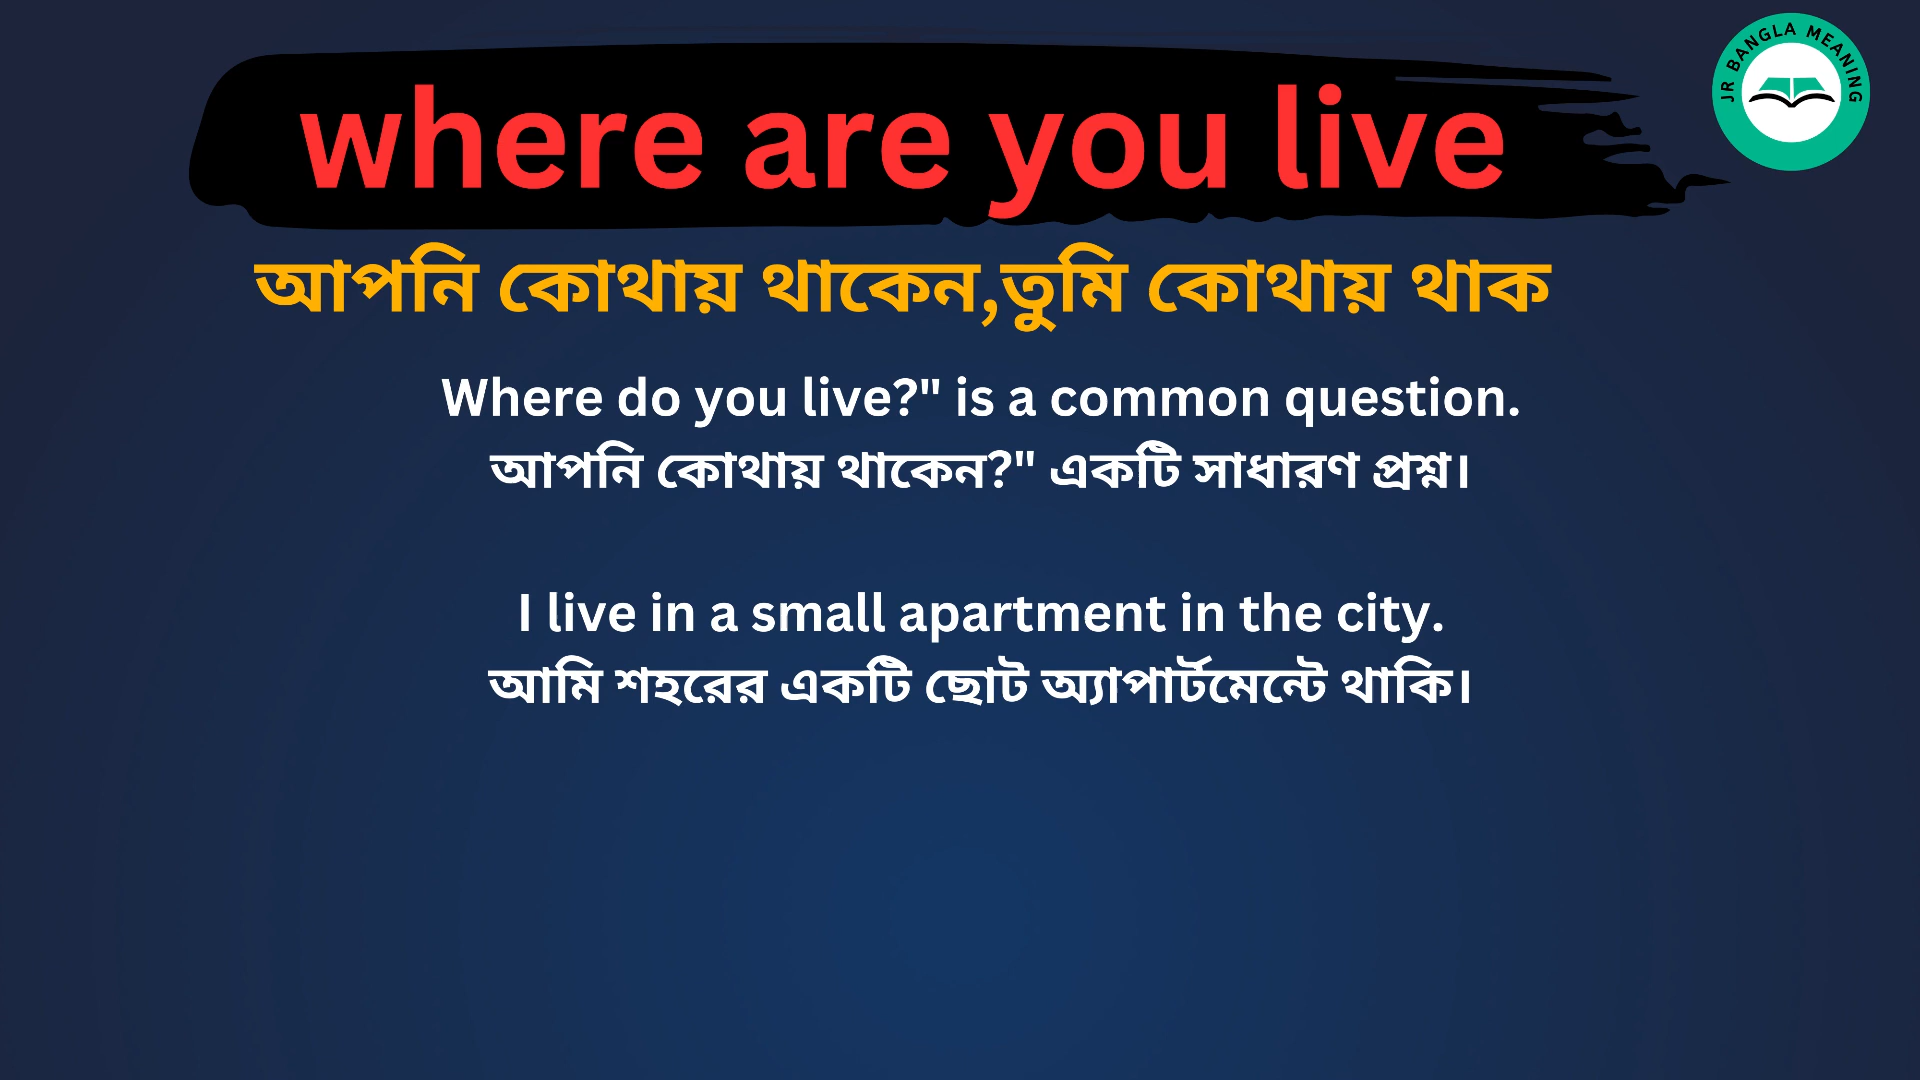 JR BANGLA MEANING
where are you live
আপনি কোথায় থাকেন,তুমি কোথায় থাক
Where do you live?" is a common question.
আপনি কোথায় থাকেন?" একটি সাধারণ প্রশ্ন।
I live in a small apartment in the city.
আমি শহরের একটি ছোট অ্যাপার্টমেন্টে থাকি।